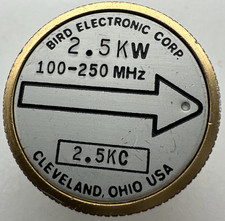 BIRD ELECTRONIC CORP.
2.5KW
100-250 MHz
2.5KC
CLEVELAND, OHIO USA